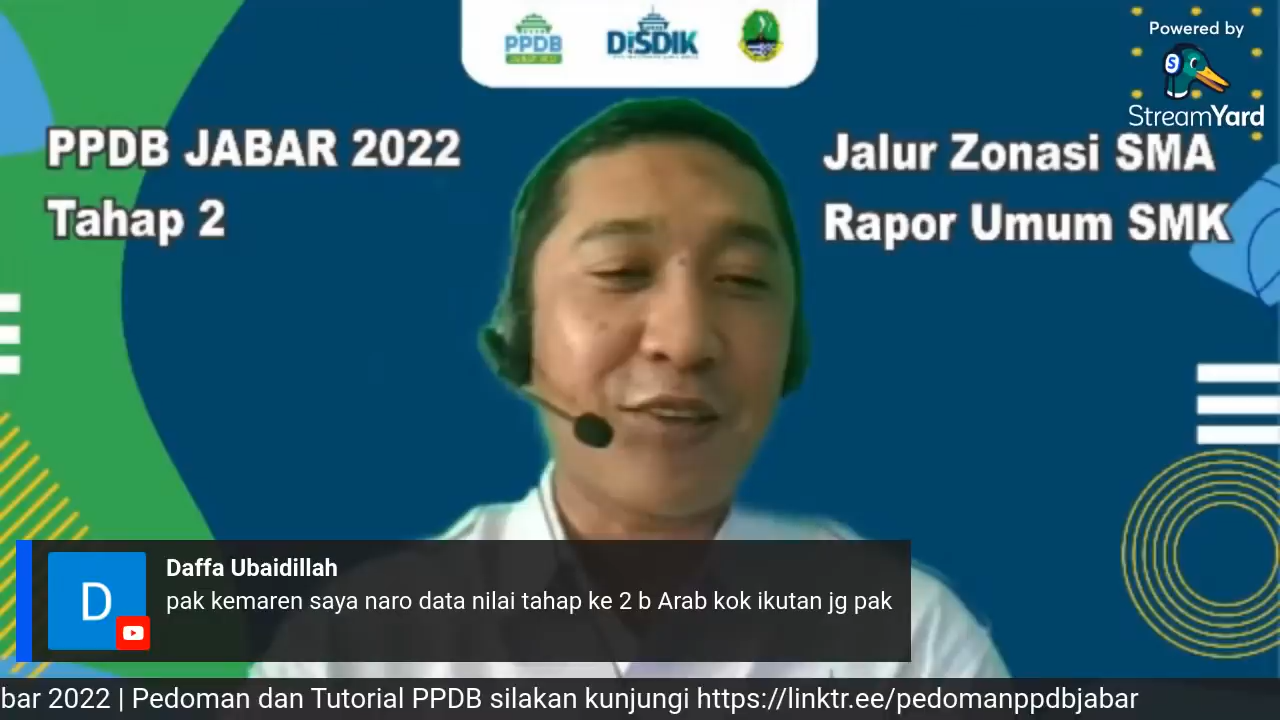 PPDB
DISDIK
Powered by
S
StreamYard
PPDB JABAR 2022
Tahap 2
Jalur Zonasi SMA
Rapor Umum SMK
D
Daffa Ubaidillah
pak kemaren saya naro data nilai tahap ke 2 b Arab kok ikutan jg pak
bar 2022 | Pedoman dan Tutorial PPDB silakan kunjungi https://linktr.ee/pedomanppdbjabar